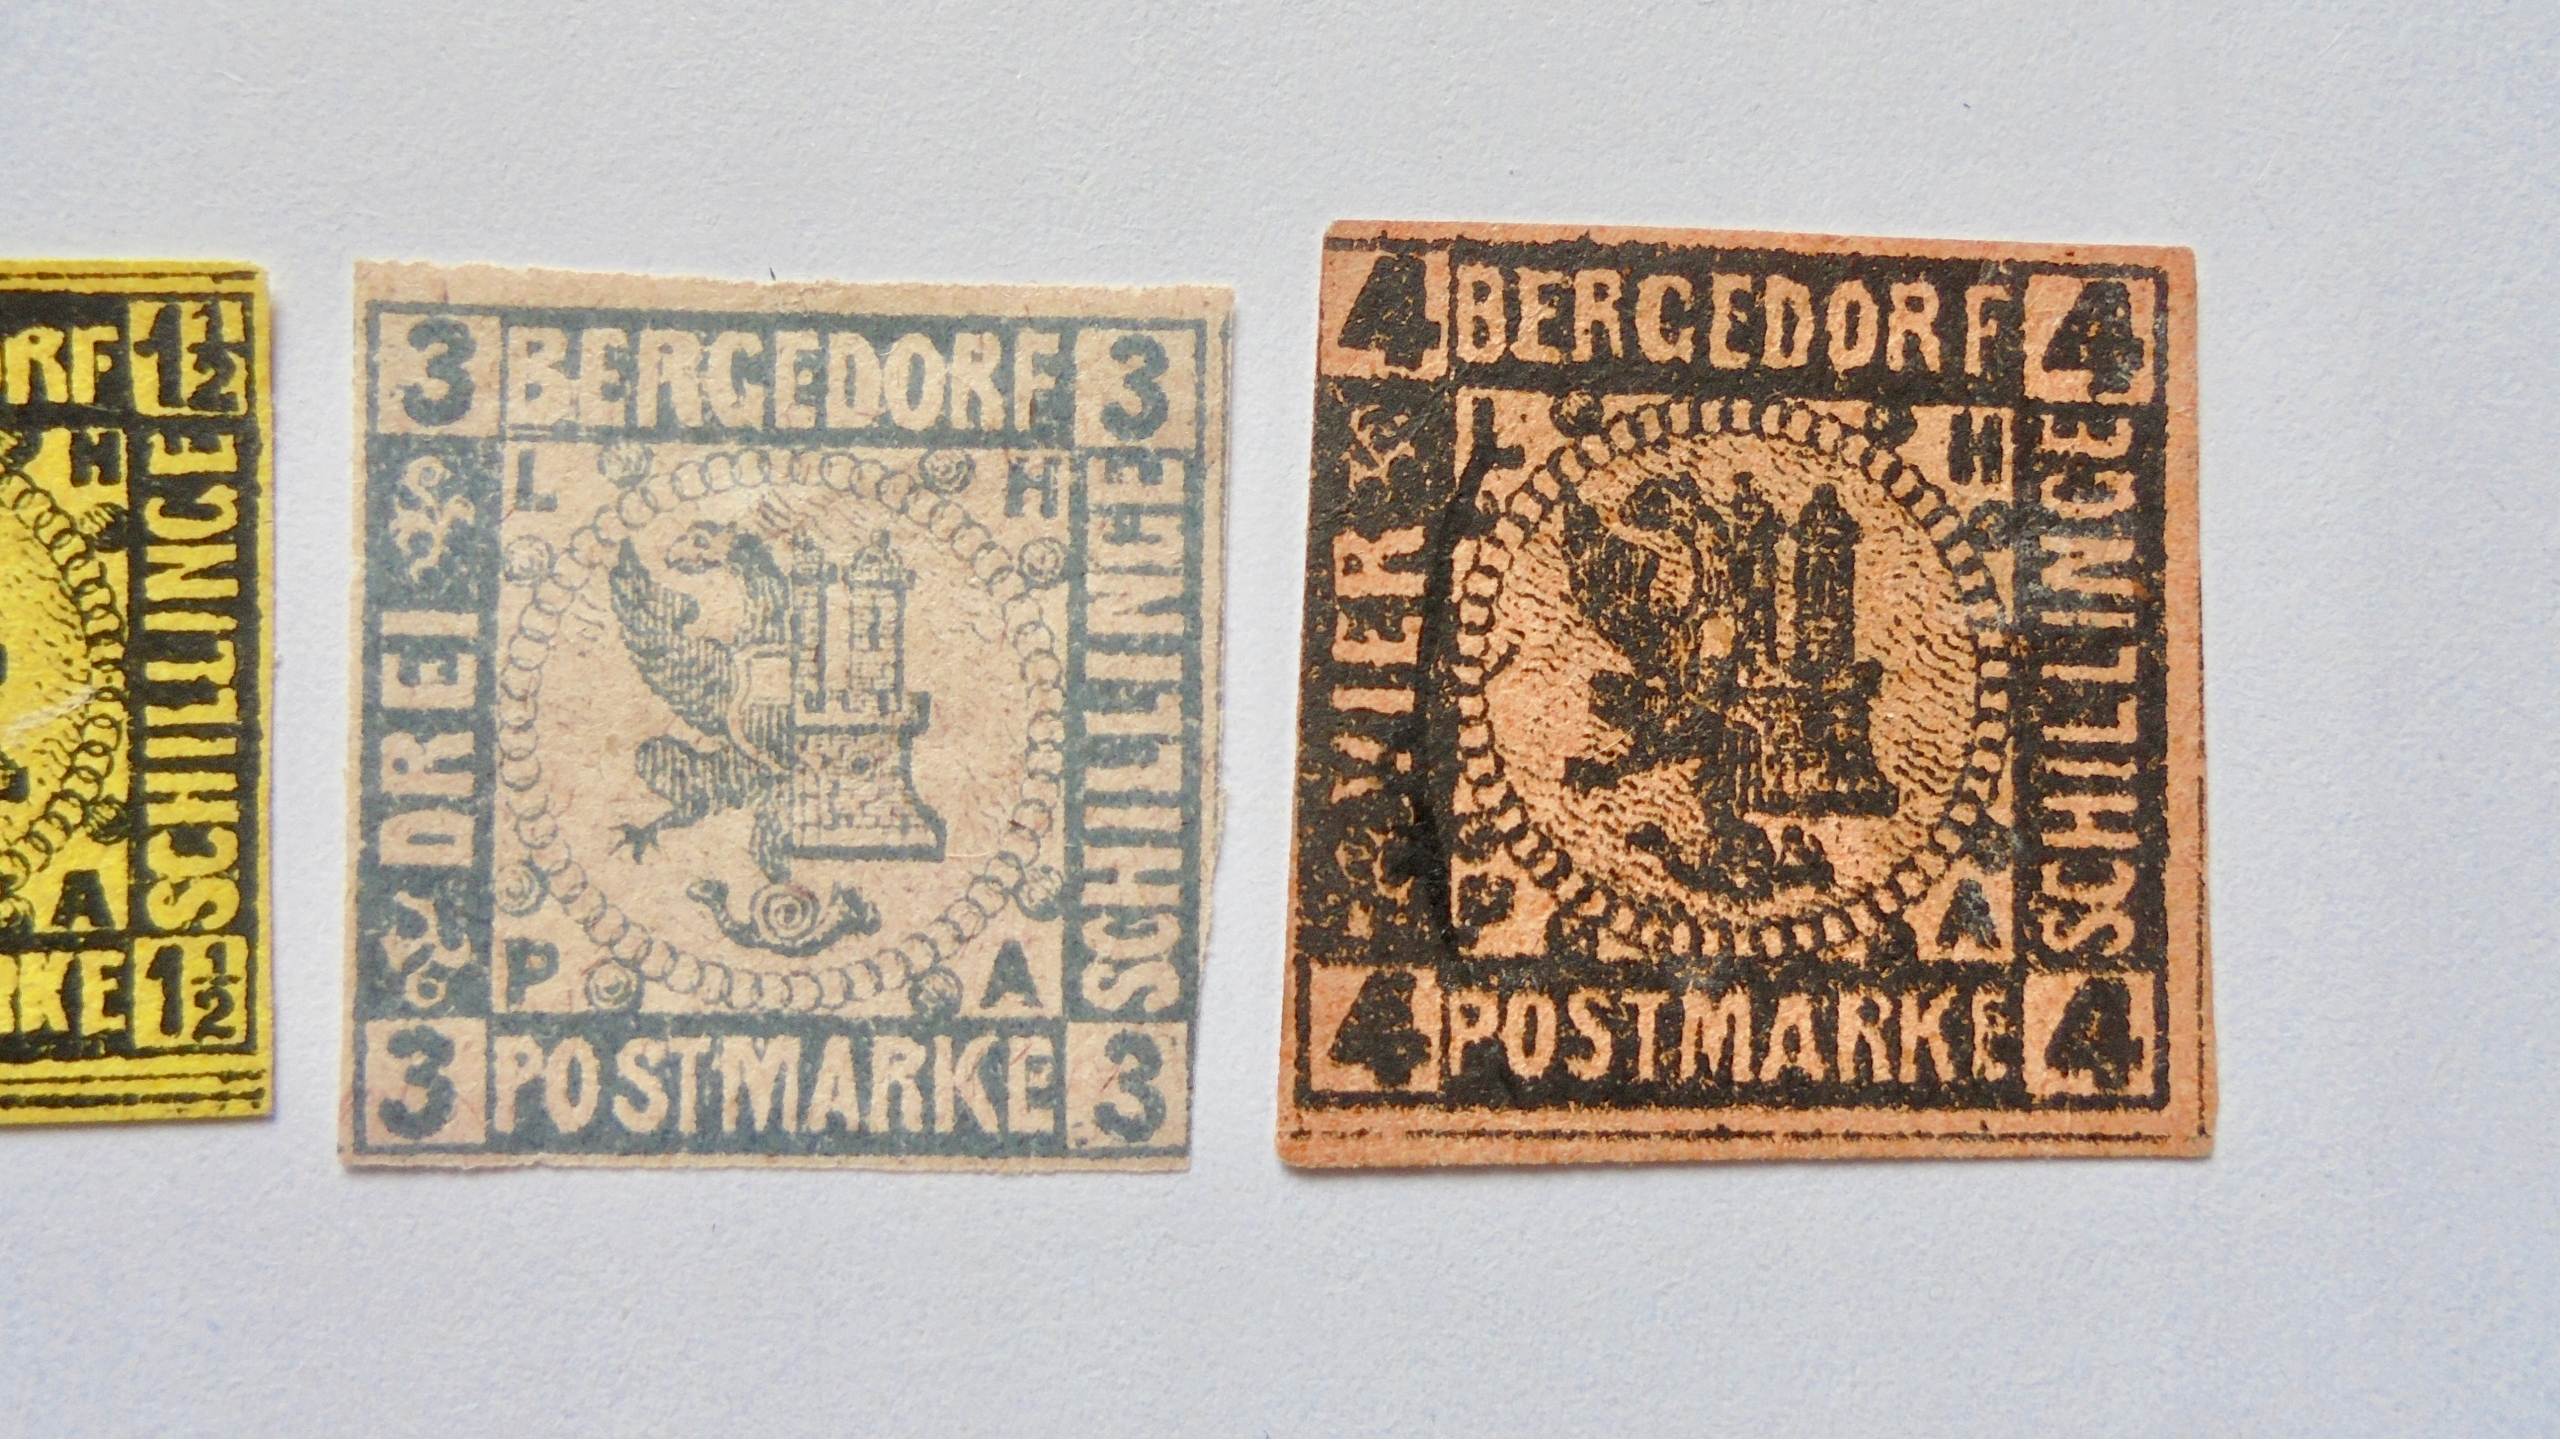 RF 1½
H
SCHILLINGE
A
RKE 1½
3 BERGEDORF 3
L H
DREI
SCHILLINGE
P A
3 POSTMARKE 3
4 BERGEDORF 4
L H
VIER
SCHILLINGE
P A
4 POSTMARKE 4